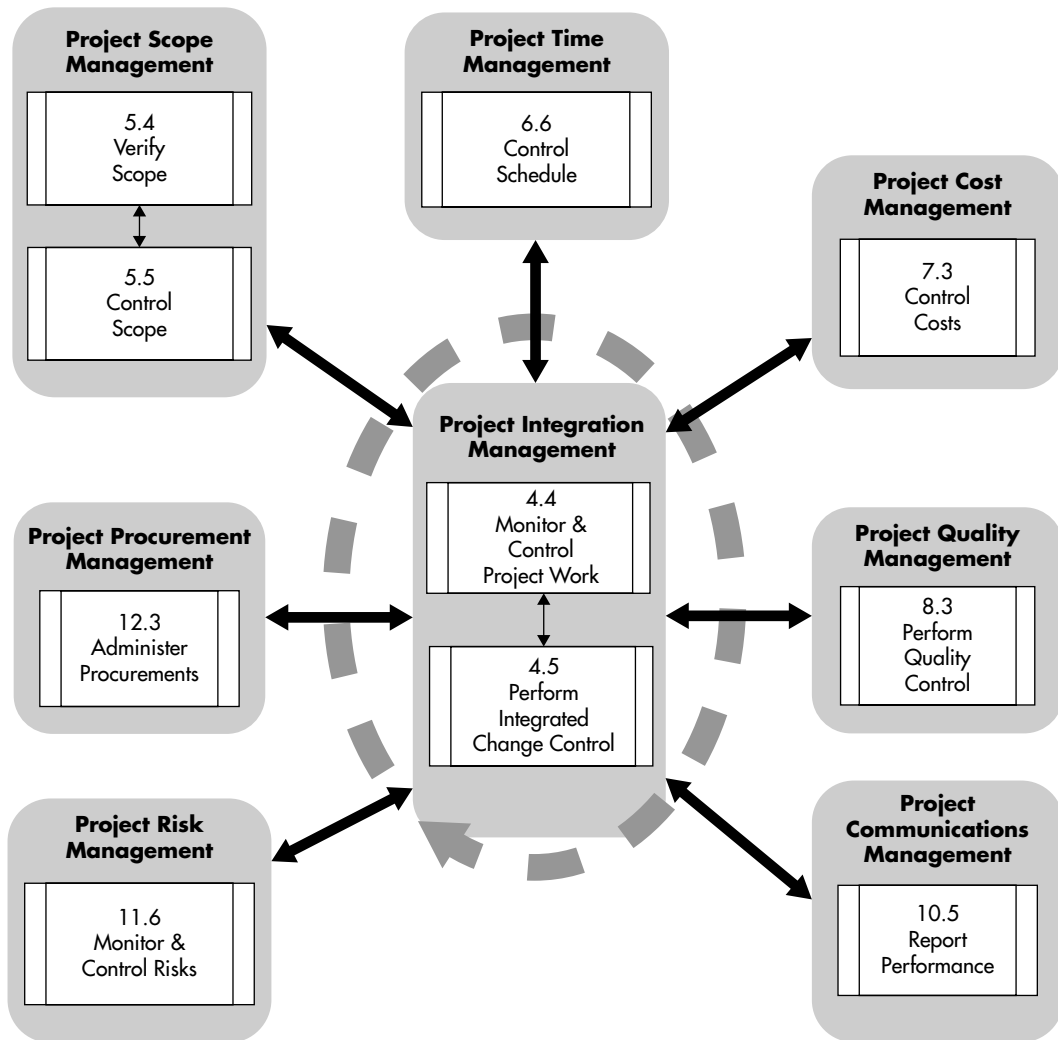 Project Scope
Management
5.4
Verify
Scope
5.5
Control
Scope
Project Time
Management
6.6
Control
Schedule
Project Cost
Management
7.3
Control
Costs
Project Integration
Management
4.4
Monitor &
Control
Project Work
4.5
Perform
Integrated
Change Control
Project Procurement
Management
12.3
Administer
Procurements
Project Quality
Management
8.3
Perform
Quality
Control
Project Risk
Management
11.6
Monitor &
Control Risks
Project
Communications
Management
10.5
Report
Performance